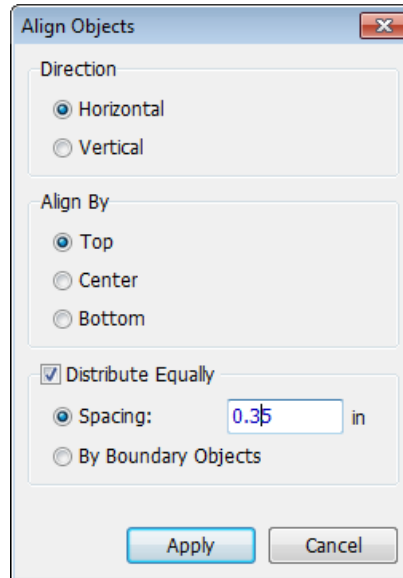 Align Objects
Direction
Horizontal
Vertical
Align By
Top
Center
Bottom
Distribute Equally
Spacing: 0.35 in
By Boundary Objects
Apply Cancel